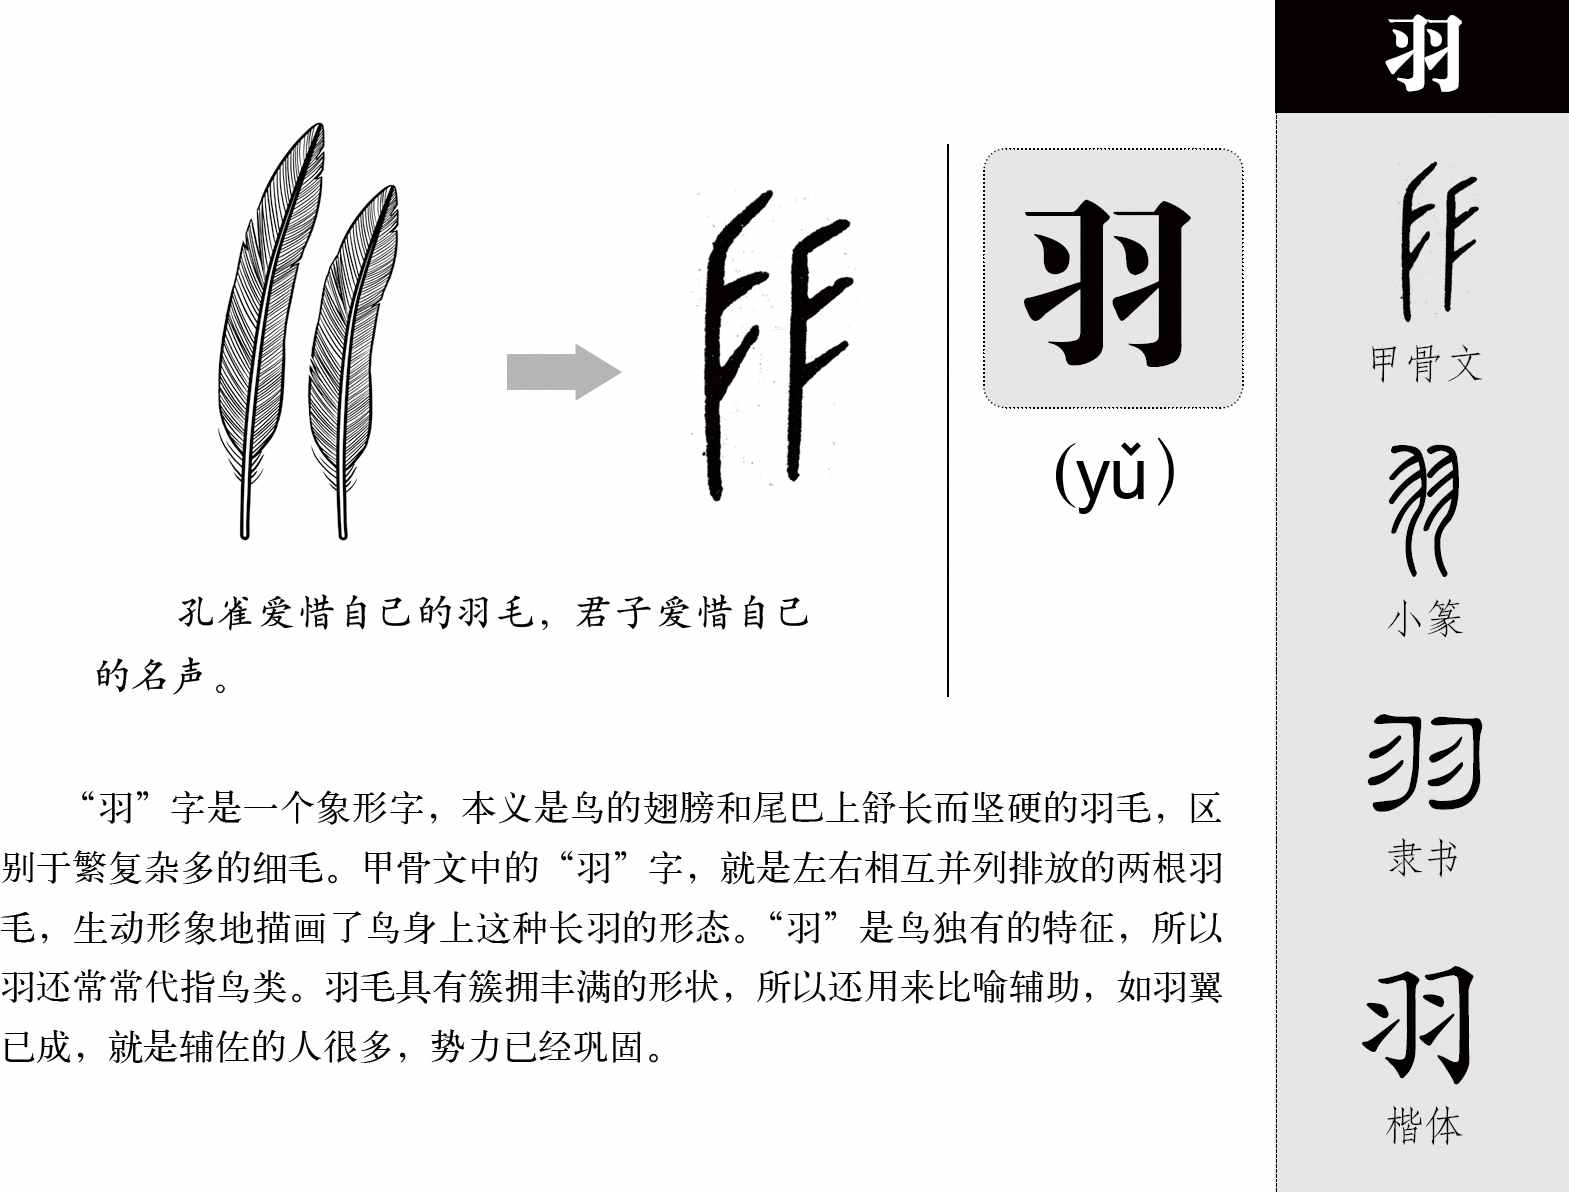 羽
羽
(yǔ)
孔雀爱惜自己的羽毛，君子爱惜自己
的名声。
“羽”字是一个象形字，本义是鸟的翅膀和尾巴上舒长而坚硬的羽毛，区
别于繁复杂多的细毛。甲骨文中的“羽”字，就是左右相互并列排放的两根羽
毛，生动形象地描画了鸟身上这种长羽的形态。“羽”是鸟独有的特征，所以
羽还常常代指鸟类。羽毛具有簇拥丰满的形状，所以还用来比喻辅助，如羽翼
已成，就是辅佐的人很多，势力已经巩固。
羽
甲骨文
羽
小篆
羽
隶书
羽
楷体